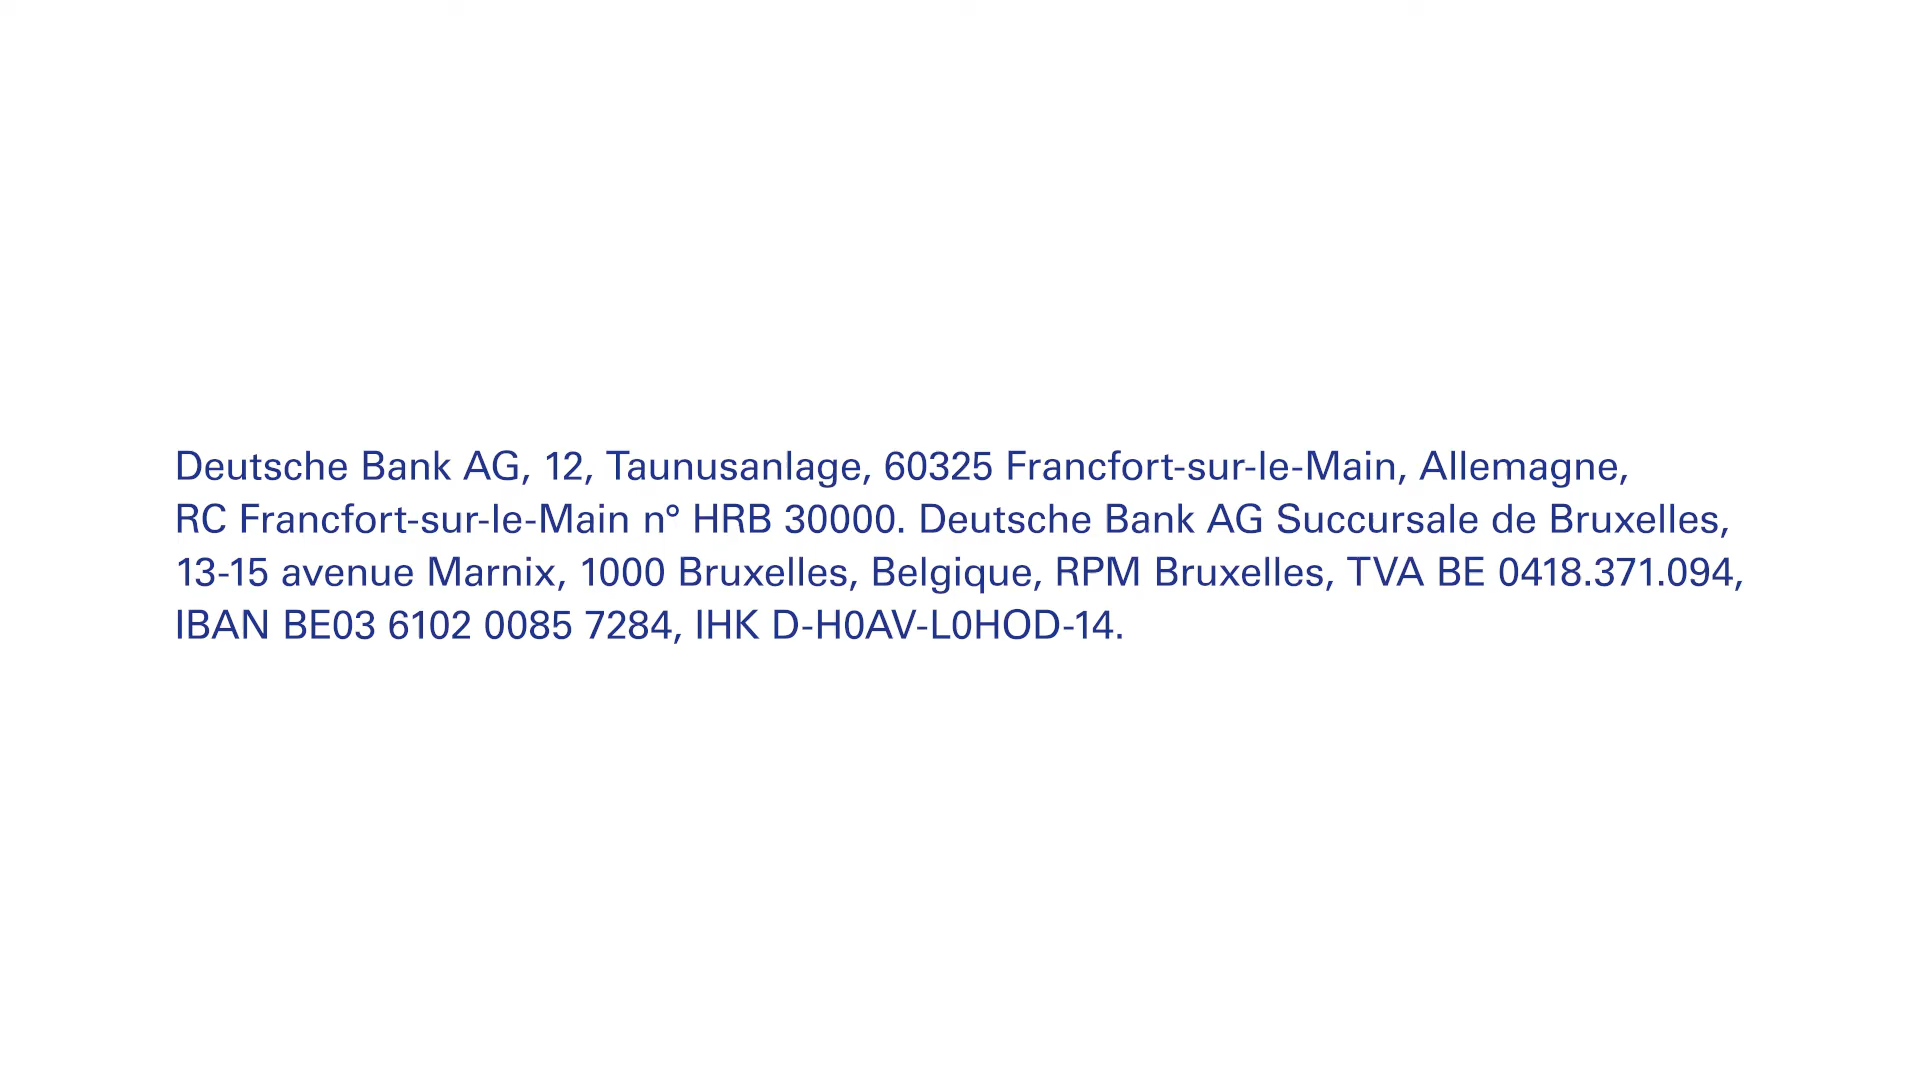 Deutsche Bank AG, 12, Taunusanlage, 60325 Francfort-sur-le-Main, Allemagne,
RC Francfort-sur-le-Main n° HRB 30000. Deutsche Bank AG Succursale de Bruxelles,
13-15 avenue Marnix, 1000 Bruxelles, Belgique, RPM Bruxelles, TVA BE 0418.371.094,
IBAN BE03 6102 0085 7284, IHK D-H0AV-L0HOD-14.